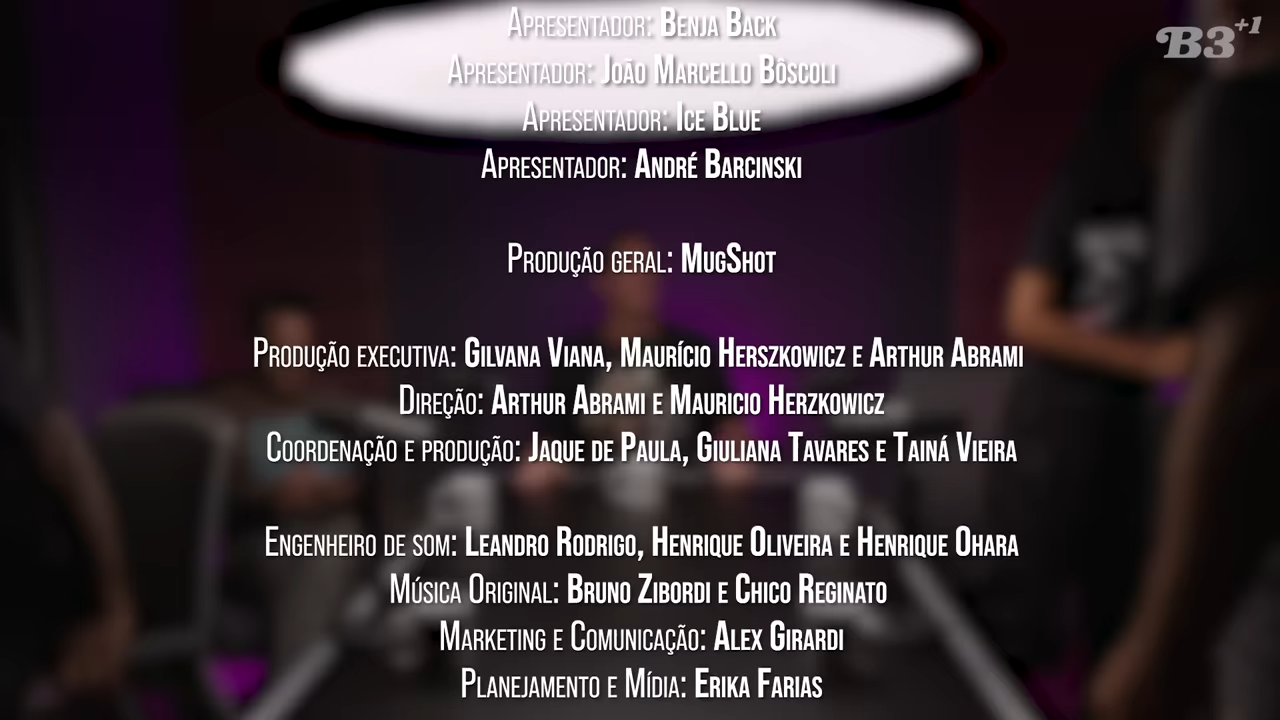 Apresentador: Benja Back
B3+1
Apresentador: João Marcello Bôscoli
Apresentador: Ice Blue
Apresentador: André Barcinski
Produção geral: MugShot
Produção executiva: Gilvana Viana, Maurício Herszkowicz e Arthur Abrami
Direção: Arthur Abrami e Mauricio Herzkowicz
Coordenação e produção: Jaque de Paula, Giuliana Tavares e Tainá Vieira
Engenheiro de som: Leandro Rodrigo, Henrique Oliveira e Henrique Ohara
Música Original: Bruno Zibordi e Chico Reginato
Marketing e Comunicação: Alex Girardi
Planejamento e Mídia: Erika Farias